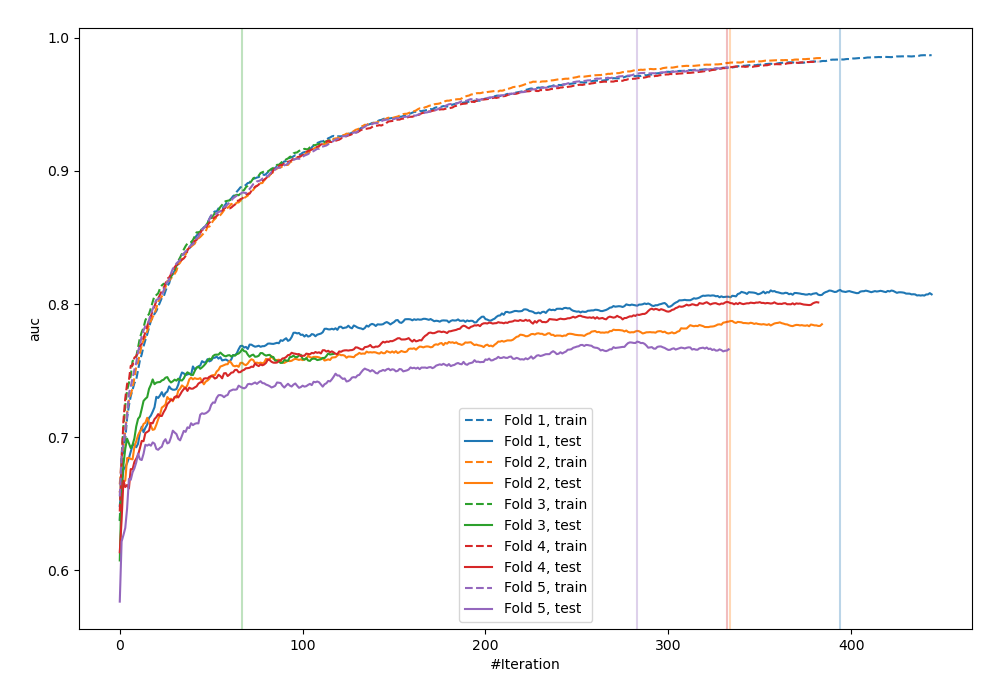 1.0
0.9
0.8
0.7
0.6
auc
0
100
200
300
400
#Iteration
Fold 1, train
Fold 1, test
Fold 2, train
Fold 2, test
Fold 3, train
Fold 3, test
Fold 4, train
Fold 4, test
Fold 5, train
Fold 5, test